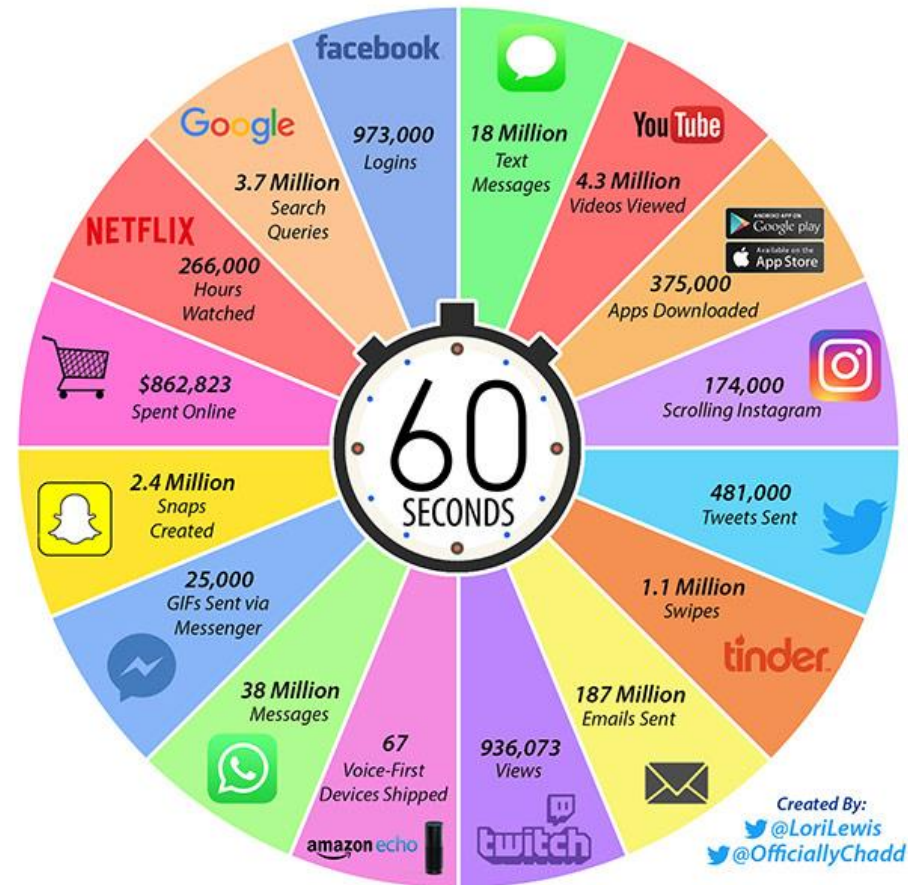 facebook
973,000
Logins
18 Million
Text
Messages
You Tube
4.3 Million
Videos Viewed
ANDROID APP ON
Google play
Available on the
App Store
375,000
Apps Downloaded
174,000
Scrolling Instagram
481,000
Tweets Sent
1.1 Million
Swipes
tinder
187 Million
Emails Sent
936,073
Views
twitch
67
Voice-First
Devices Shipped
amazon echo
38 Million
Messages
25,000
GIFs Sent via
Messenger
2.4 Million
Snaps
Created
$862,823
Spent Online
NETFLIX
266,000
Hours
Watched
Google
3.7 Million
Search
Queries
60
SECONDS
Created By:
@LoriLewis
@OfficiallyChadd